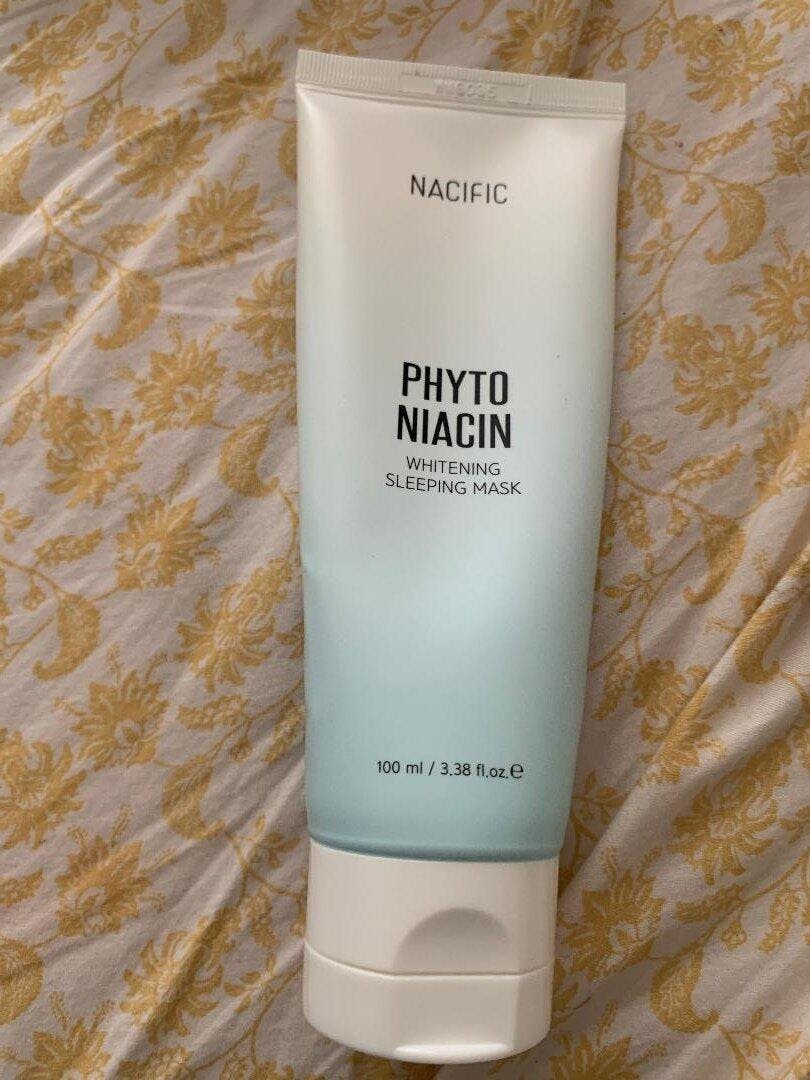 NACIFIC
PHYTO
NIACIN
WHITENING
SLEEPING MASK
100 ml / 3.38 fl.oz.℮